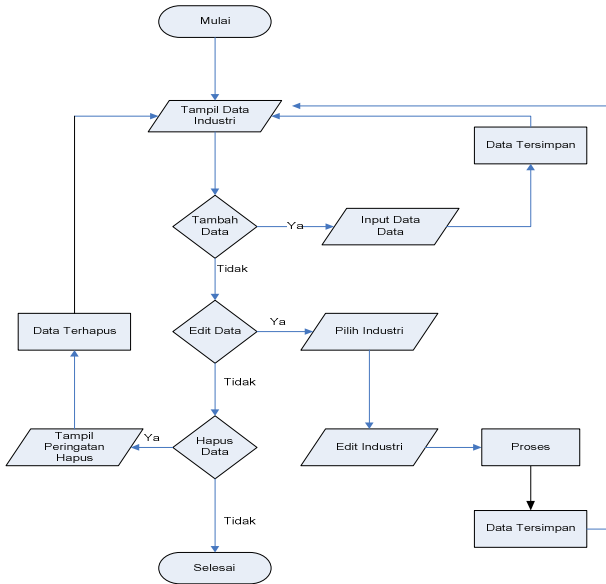 Mulai
Tampil Data
Industri
Data Tersimpan
Tambah
Data
Ya
Input Data
Data
Tidak
Data Terhapus
Edit Data
Ya
Pilih Industri
Tidak
Tampil
Peringatan
Hapus
Ya
Hapus
Data
Edit Industri
Proses
Tidak
Data Tersimpan
Selesai